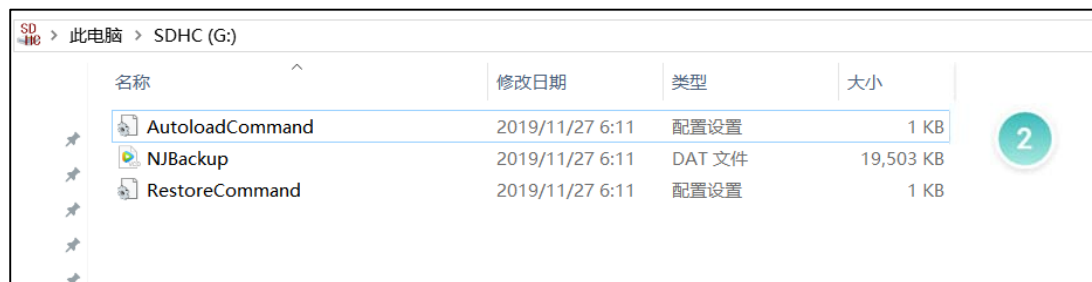 SD HC > 此电脑 > SDHC (G:)
名称 修改日期 类型 大小
AutoloadCommand 2019/11/27 6:11 配置设置 1 KB
2
NJBackup 2019/11/27 6:11 DAT 文件 19,503 KB
RestoreCommand 2019/11/27 6:11 配置设置 1 KB